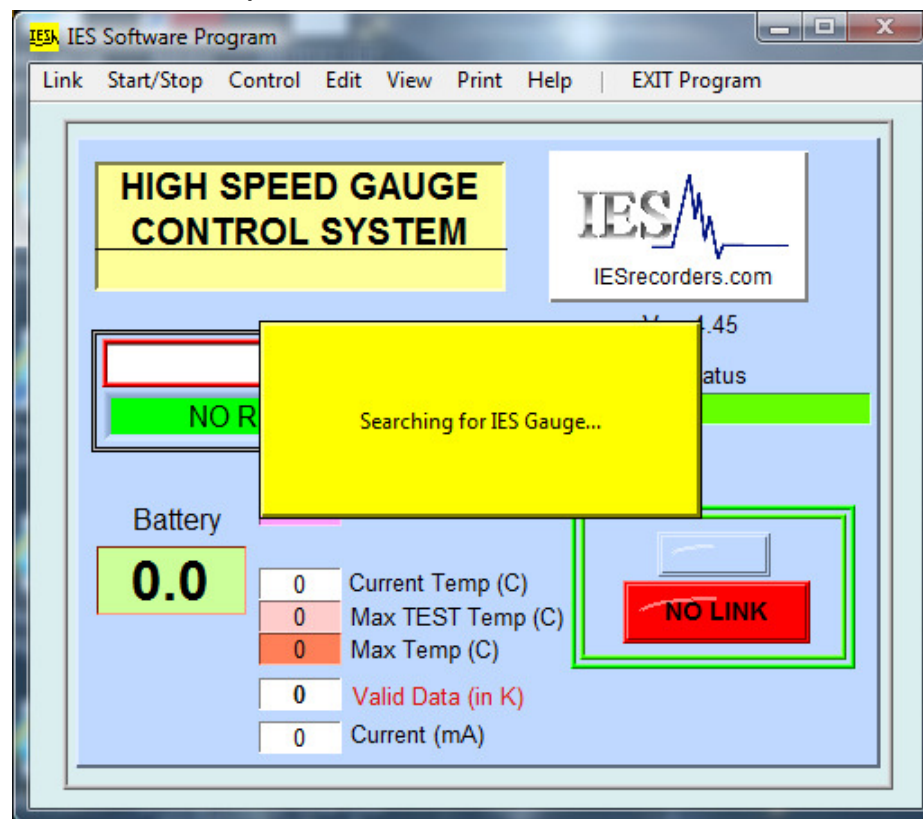 IES Software Program
Link Start/Stop Control Edit View Print Help | EXIT Program
HIGH SPEED GAUGE
CONTROL SYSTEM
IES
IESrecorders.com
.45
atus
NO R
Searching for IES Gauge...
Battery
0.0
0 Current Temp (C)
0 Max TEST Temp (C)
0 Max Temp (C)
0 Valid Data (in K)
0 Current (mA)
NO LINK